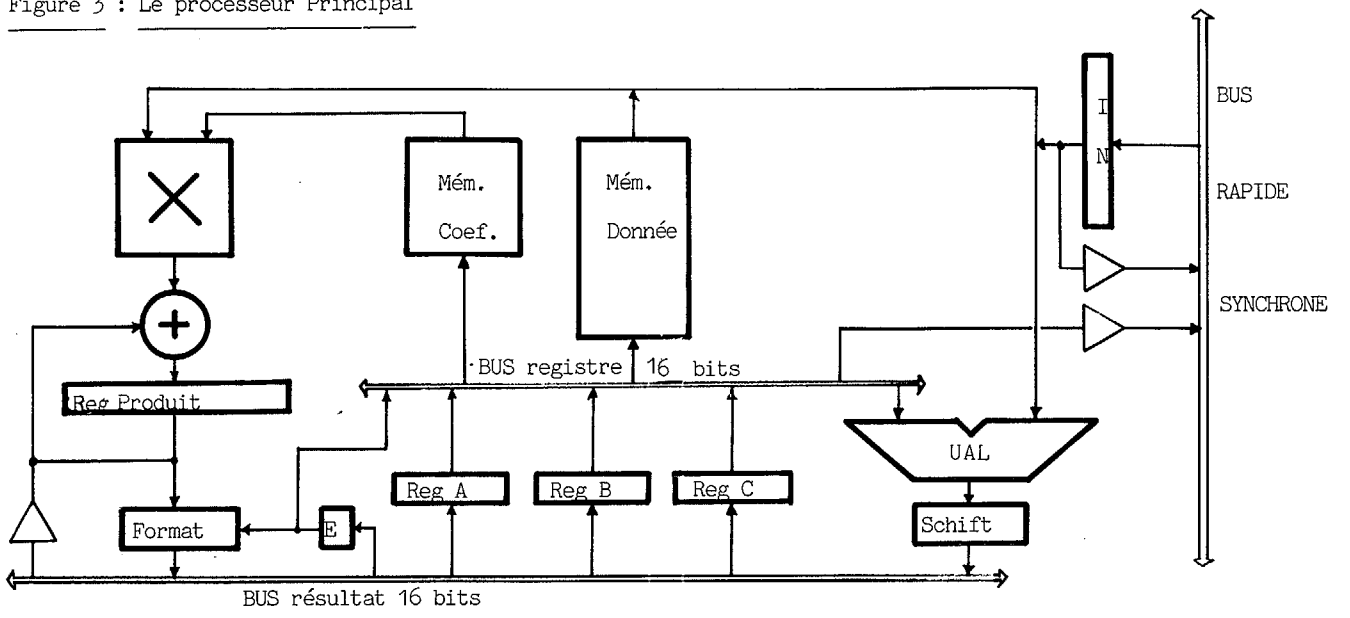 Figure 3 : Le processeur Principal
BUS
I
N
Mém.
Coef.
Mém.
Donnée
RAPIDE
SYNCHRONE
BUS registre 16 bits
Reg Produit
UAL
Reg A
Reg B
Reg C
Format
E
Schift
BUS résultat 16 bits